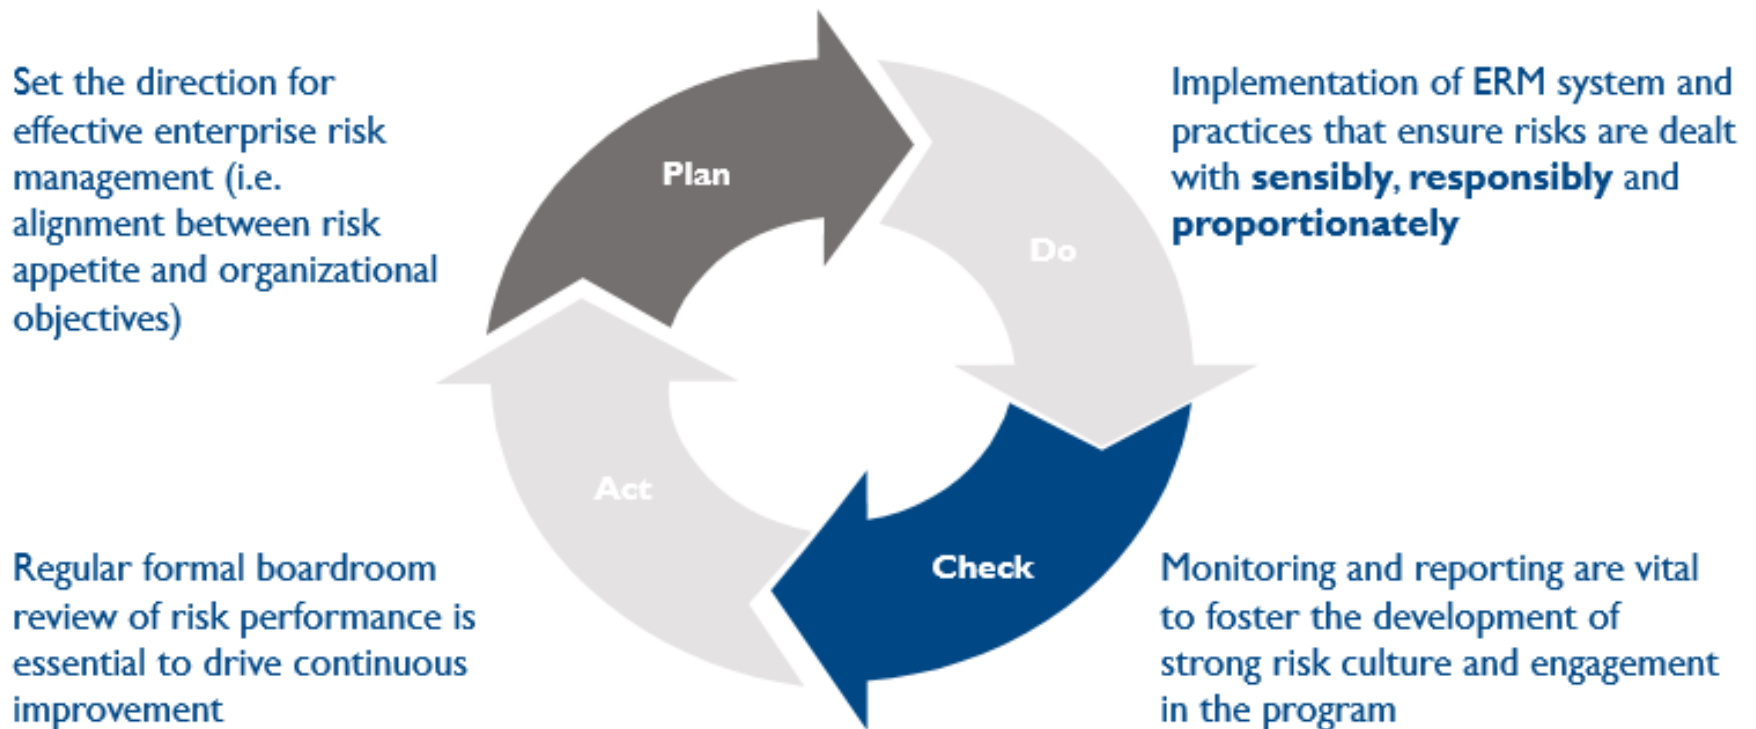 Set the direction for
effective enterprise risk
management (i.e.
alignment between risk
appetite and organizational
objectives)
Plan
Do
Implementation of ERM system and
practices that ensure risks are dealt
with sensibly, responsibly and
proportionately
Act
Check
Regular formal boardroom
review of risk performance is
essential to drive continuous
improvement
Monitoring and reporting are vital
to foster the development of
strong risk culture and engagement
in the program